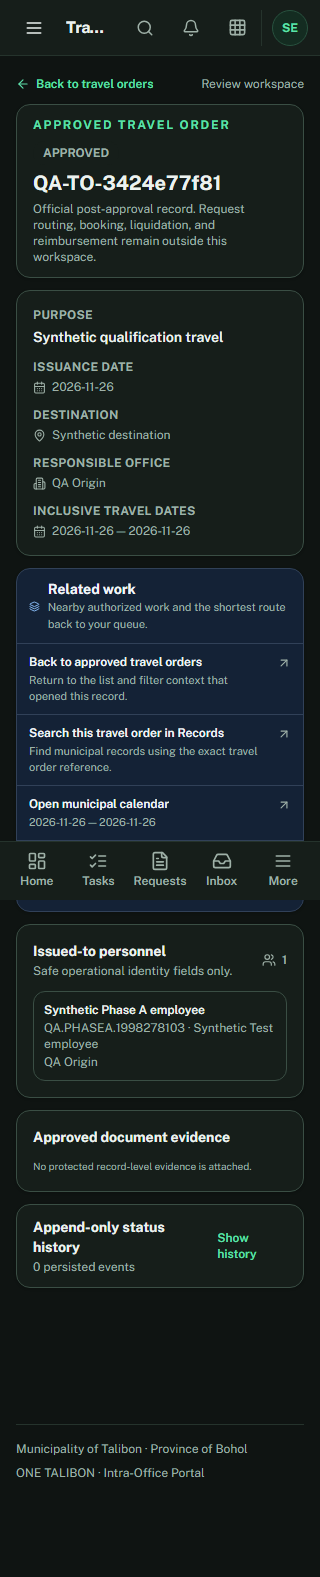 Tra...
SE
Back to travel orders
Review workspace
APPROVED TRAVEL ORDER
APPROVED
QA-TO-3424e77f81
Official post-approval record. Request
routing, booking, liquidation, and
reimbursement remain outside this
workspace.
PURPOSE
Synthetic qualification travel
ISSUANCE DATE
2026-11-26
DESTINATION
Synthetic destination
RESPONSIBLE OFFICE
QA Origin
INCLUSIVE TRAVEL DATES
2026-11-26 — 2026-11-26
Related work
Nearby authorized work and the shortest route
back to your queue.
Back to approved travel orders
Return to the list and filter context that
opened this record.
Search this travel order in Records
Find municipal records using the exact travel
order reference.
Open municipal calendar
2026-11-26 — 2026-11-26
Home
Tasks
Requests
Inbox
More
Issued-to personnel
Safe operational identity fields only.
1
Synthetic Phase A employee
QA.PHASEA.1998278103 · Synthetic Test
employee
QA Origin
Approved document evidence
No protected record-level evidence is attached.
Append-only status
history
0 persisted events
Show
history
Municipality of Talibon · Province of Bohol
ONE TALIBON · Intra-Office Portal